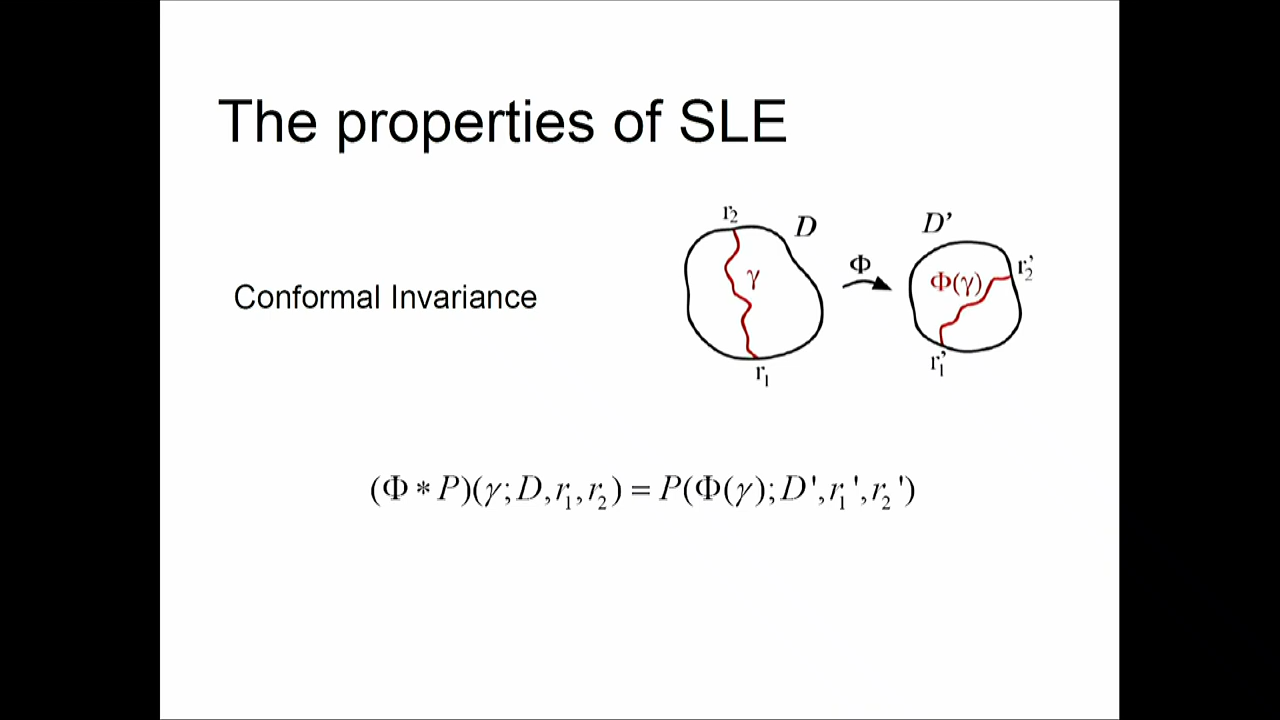 The properties of SLE
r₂ D D'
Φ r₂'
γ Φ(γ)
Conformal Invariance
r₁ r₁'
(Φ * P)(γ; D, r₁, r₂) = P(Φ(γ); D', r₁', r₂')